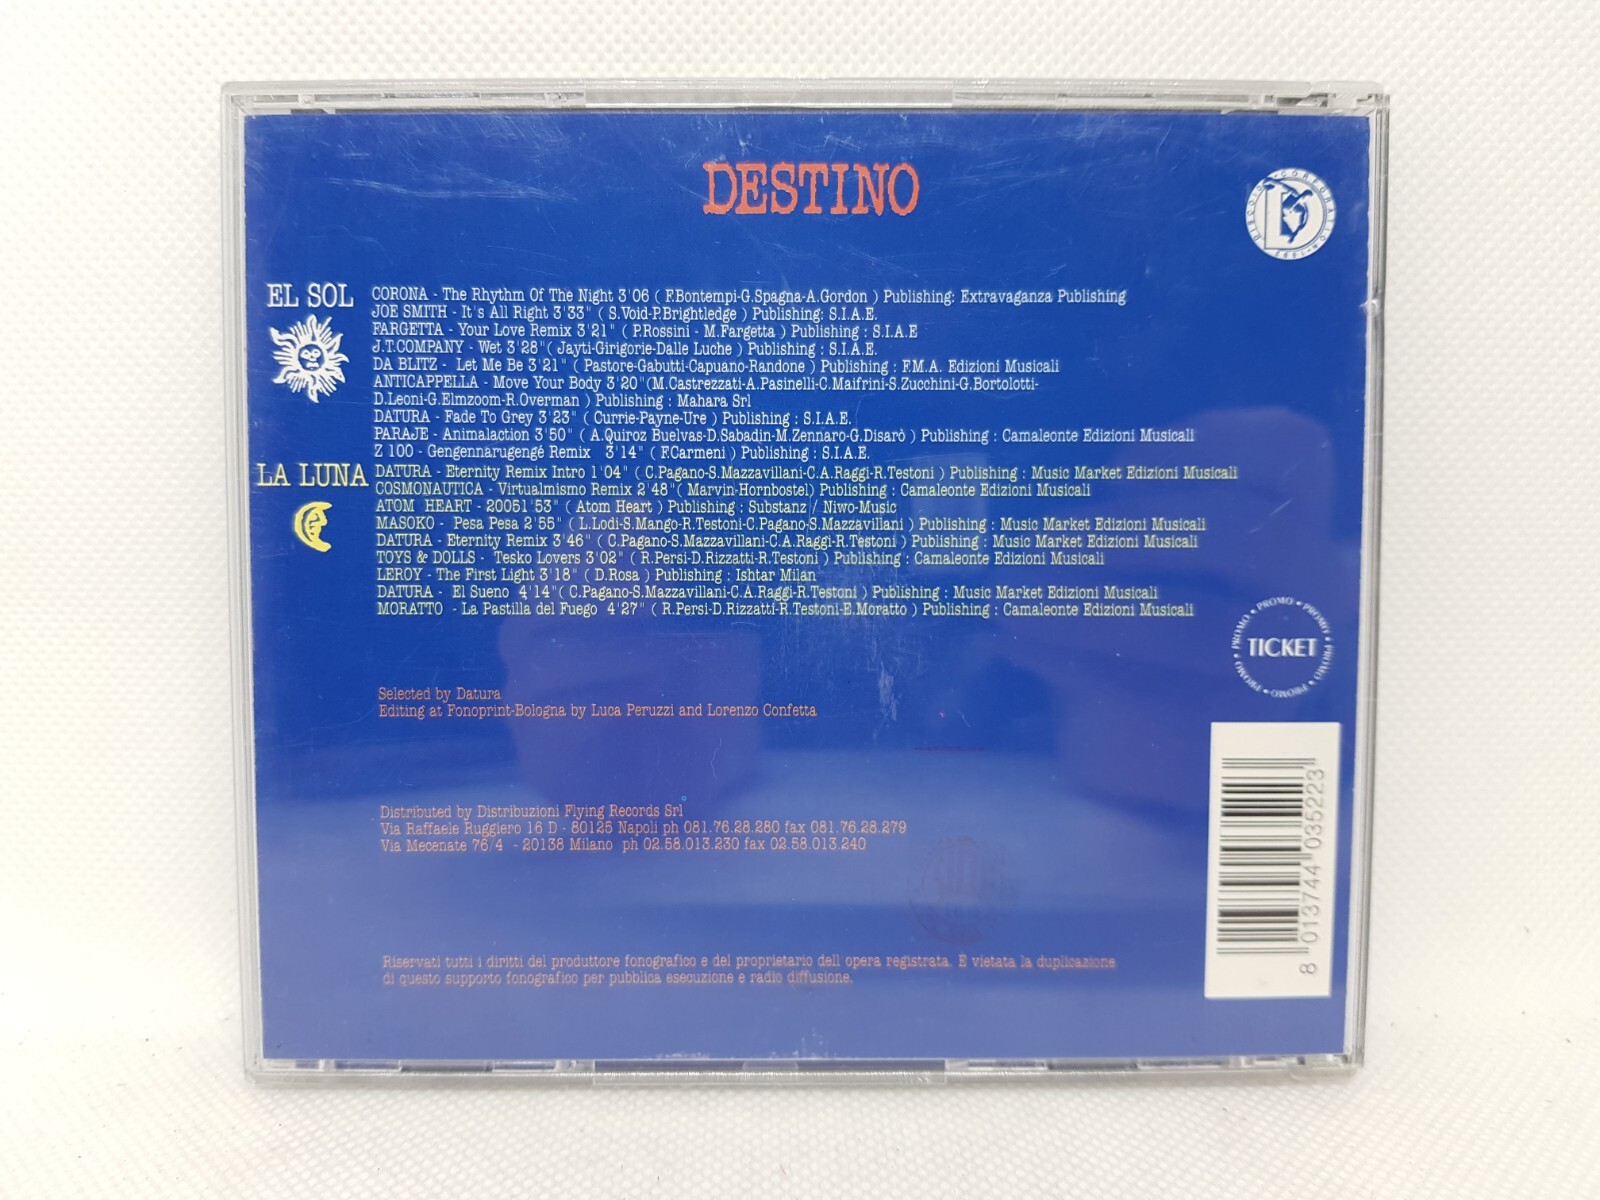 DESTINO
DISCOID CORPORATION 1993
D
EL SOL
CORONA - The Rhythm Of The Night 3'06 ( F.Bontempi-G.Spagna-A.Gordon ) Publishing: Extravaganza Publishing
JOE SMITH - It's All Right 3'33" ( S.Void-P.Brightledge ) Publishing: S.I.A.E.
FARGETTA - Your Love Remix 3'21" ( P.Rossini - M.Fargetta ) Publishing : S.I.A.E
J.T.COMPANY - Wet 3'28"( Jayti-Girigorie-Dalle Luche ) Publishing : S.I.A.E.
DA BLITZ - Let Me Be 3'21" ( Pastore-Gabutti-Capuano-Randone ) Publishing : F.M.A. Edizioni Musicali
ANTICAPPELLA - Move Your Body 3'20"(M.Castrezzati-A.Pasinelli-C.Maifrini-S.Zucchini-G.Bortolotti-
D.Leoni-G.Elmzoom-R.Overman ) Publishing : Mahara Srl
DATURA - Fade To Grey 3'23" ( Currie-Payne-Ure ) Publishing : S.I.A.E.
PARAJE - Animalaction 3'50" ( A.Quiroz Buelvas-D.Sabadin-M.Zennaro-G.Disarò ) Publishing : Camaleonte Edizioni Musicali
Z 100 - Gengennarugengé Remix 3'14" ( F.Carmeni ) Publishing : S.I.A.E.
LA LUNA
DATURA - Eternity Remix Intro 1'04" ( C.Pagano-S.Mazzavillani-C.A.Raggi-R.Testoni ) Publishing : Music Market Edizioni Musicali
COSMONAUTICA - Virtualmismo Remix 2'48"( Marvin-Hornbostel) Publishing : Camaleonte Edizioni Musicali
ATOM HEART - 20051'53" ( Atom Heart ) Publishing : Substanz / Niwo-Music
MASOKO - Pesa Pesa 2'55" ( L.Lodi-S.Mango-R.Testoni-C.Pagano-S.Mazzavillani ) Publishing : Music Market Edizioni Musicali
DATURA - Eternity Remix 3'46" ( C.Pagano-S.Mazzavillani-C.A.Raggi-R.Testoni ) Publishing : Music Market Edizioni Musicali
TOYS & DOLLS - Tesko Lovers 3'02" ( R.Persi-D.Rizzatti-R.Testoni ) Publishing : Camaleonte Edizioni Musicali
LEROY - The First Light 3'18" ( D.Rosa ) Publishing : Ishtar Milan
DATURA - El Sueno 4'14"( C.Pagano-S.Mazzavillani-C.A.Raggi-R.Testoni ) Publishing : Music Market Edizioni Musicali
MORATTO - La Pastilla del Fuego 4'27" ( R.Persi-D.Rizzatti-R.Testoni-E.Moratto ) Publishing : Camaleonte Edizioni Musicali
PROMO • PROMO • PROMO • PROMO • PROMO • PROMO
TICKET
Selected by Datura
Editing at Fonoprint-Bologna by Luca Peruzzi and Lorenzo Confetta
Distributed by Distribuzioni Flying Records Srl
Via Raffaele Ruggiero 16 D - 80125 Napoli ph 081.76.28.280 fax 081.76.28.279
Via Mecenate 76/4 - 20138 Milano ph 02.58.013.230 fax 02.58.013.240
8 013744 035223
Riservati tutti i diritti del produttore fonografico e del proprietario dell opera registrata. E vietata la duplicazione
di questo supporto fonografico per pubblica esecuzione e radio diffusione.